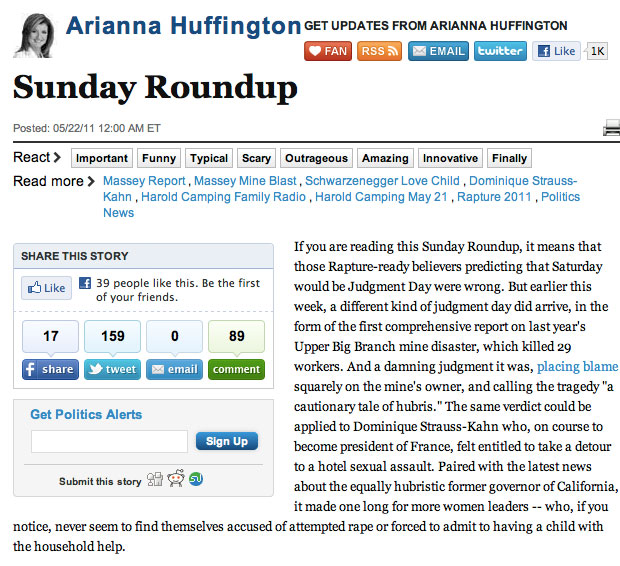 Arianna Huffington GET UPDATES FROM ARIANNA HUFFINGTON
FAN RSS EMAIL twitter Like 1K
Sunday Roundup
Posted: 05/22/11 12:00 AM ET
React Important Funny Typical Scary Outrageous Amazing Innovative Finally
Read more Massey Report , Massey Mine Blast , Schwarzenegger Love Child , Dominique Strauss-
Kahn , Harold Camping Family Radio , Harold Camping May 21 , Rapture 2011 , Politics
News
SHARE THIS STORY
Like 39 people like this. Be the first
of your friends.
17 159 0 89
f share tweet email comment
Get Politics Alerts
Sign Up
Submit this story
If you are reading this Sunday Roundup, it means that
those Rapture-ready believers predicting that Saturday
would be Judgment Day were wrong. But earlier this
week, a different kind of judgment day did arrive, in the
form of the first comprehensive report on last year's
Upper Big Branch mine disaster, which killed 29
workers. And a damning judgment it was, placing blame
squarely on the mine's owner, and calling the tragedy "a
cautionary tale of hubris." The same verdict could be
applied to Dominique Strauss-Kahn who, on course to
become president of France, felt entitled to take a detour
to a hotel sexual assault. Paired with the latest news
about the equally hubristic former governor of California,
it made one long for more women leaders -- who, if you
notice, never seem to find themselves accused of attempted rape or forced to admit to having a child with
the household help.